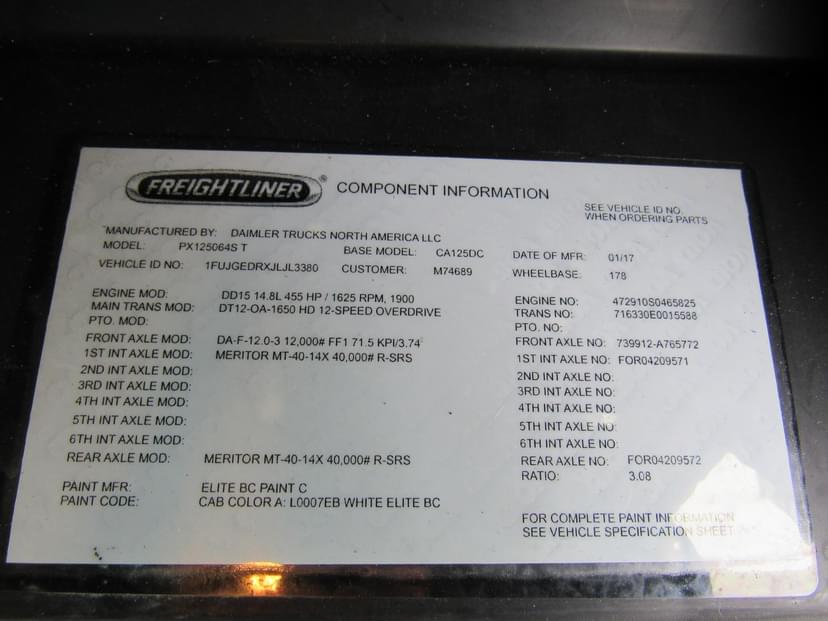 FREIGHTLINER ® COMPONENT INFORMATION
SEE VEHICLE ID NO.
WHEN ORDERING PARTS
MANUFACTURED BY: DAIMLER TRUCKS NORTH AMERICA LLC
MODEL: PX125064S T BASE MODEL: CA125DC DATE OF MFR: 01/17
VEHICLE ID NO: 1FUJGEDRXJLJL3380 CUSTOMER: M74689 WHEELBASE: 178
ENGINE MOD: DD15 14.8L 455 HP / 1625 RPM, 1900 ENGINE NO: 472910S0465825
MAIN TRANS MOD: DT12-OA-1650 HD 12-SPEED OVERDRIVE TRANS NO: 716330E0015588
PTO. MOD: PTO. NO:
FRONT AXLE MOD: DA-F-12.0-3 12,000# FF1 71.5 KPI/3.74 FRONT AXLE NO: 739912-A765772
1ST INT AXLE MOD: MERITOR MT-40-14X 40,000# R-SRS 1ST INT AXLE NO: FOR04209571
2ND INT AXLE MOD: 2ND INT AXLE NO:
3RD INT AXLE MOD: 3RD INT AXLE NO:
4TH INT AXLE MOD: 4TH INT AXLE NO:
5TH INT AXLE MOD: 5TH INT AXLE NO:
6TH INT AXLE MOD: 6TH INT AXLE NO:
REAR AXLE MOD: MERITOR MT-40-14X 40,000# R-SRS REAR AXLE NO: FOR04209572
RATIO: 3.08
PAINT MFR: ELITE BC PAINT C
PAINT CODE: CAB COLOR A: L0007EB WHITE ELITE BC
FOR COMPLETE PAINT INFORMATION
SEE VEHICLE SPECIFICATION SHEET